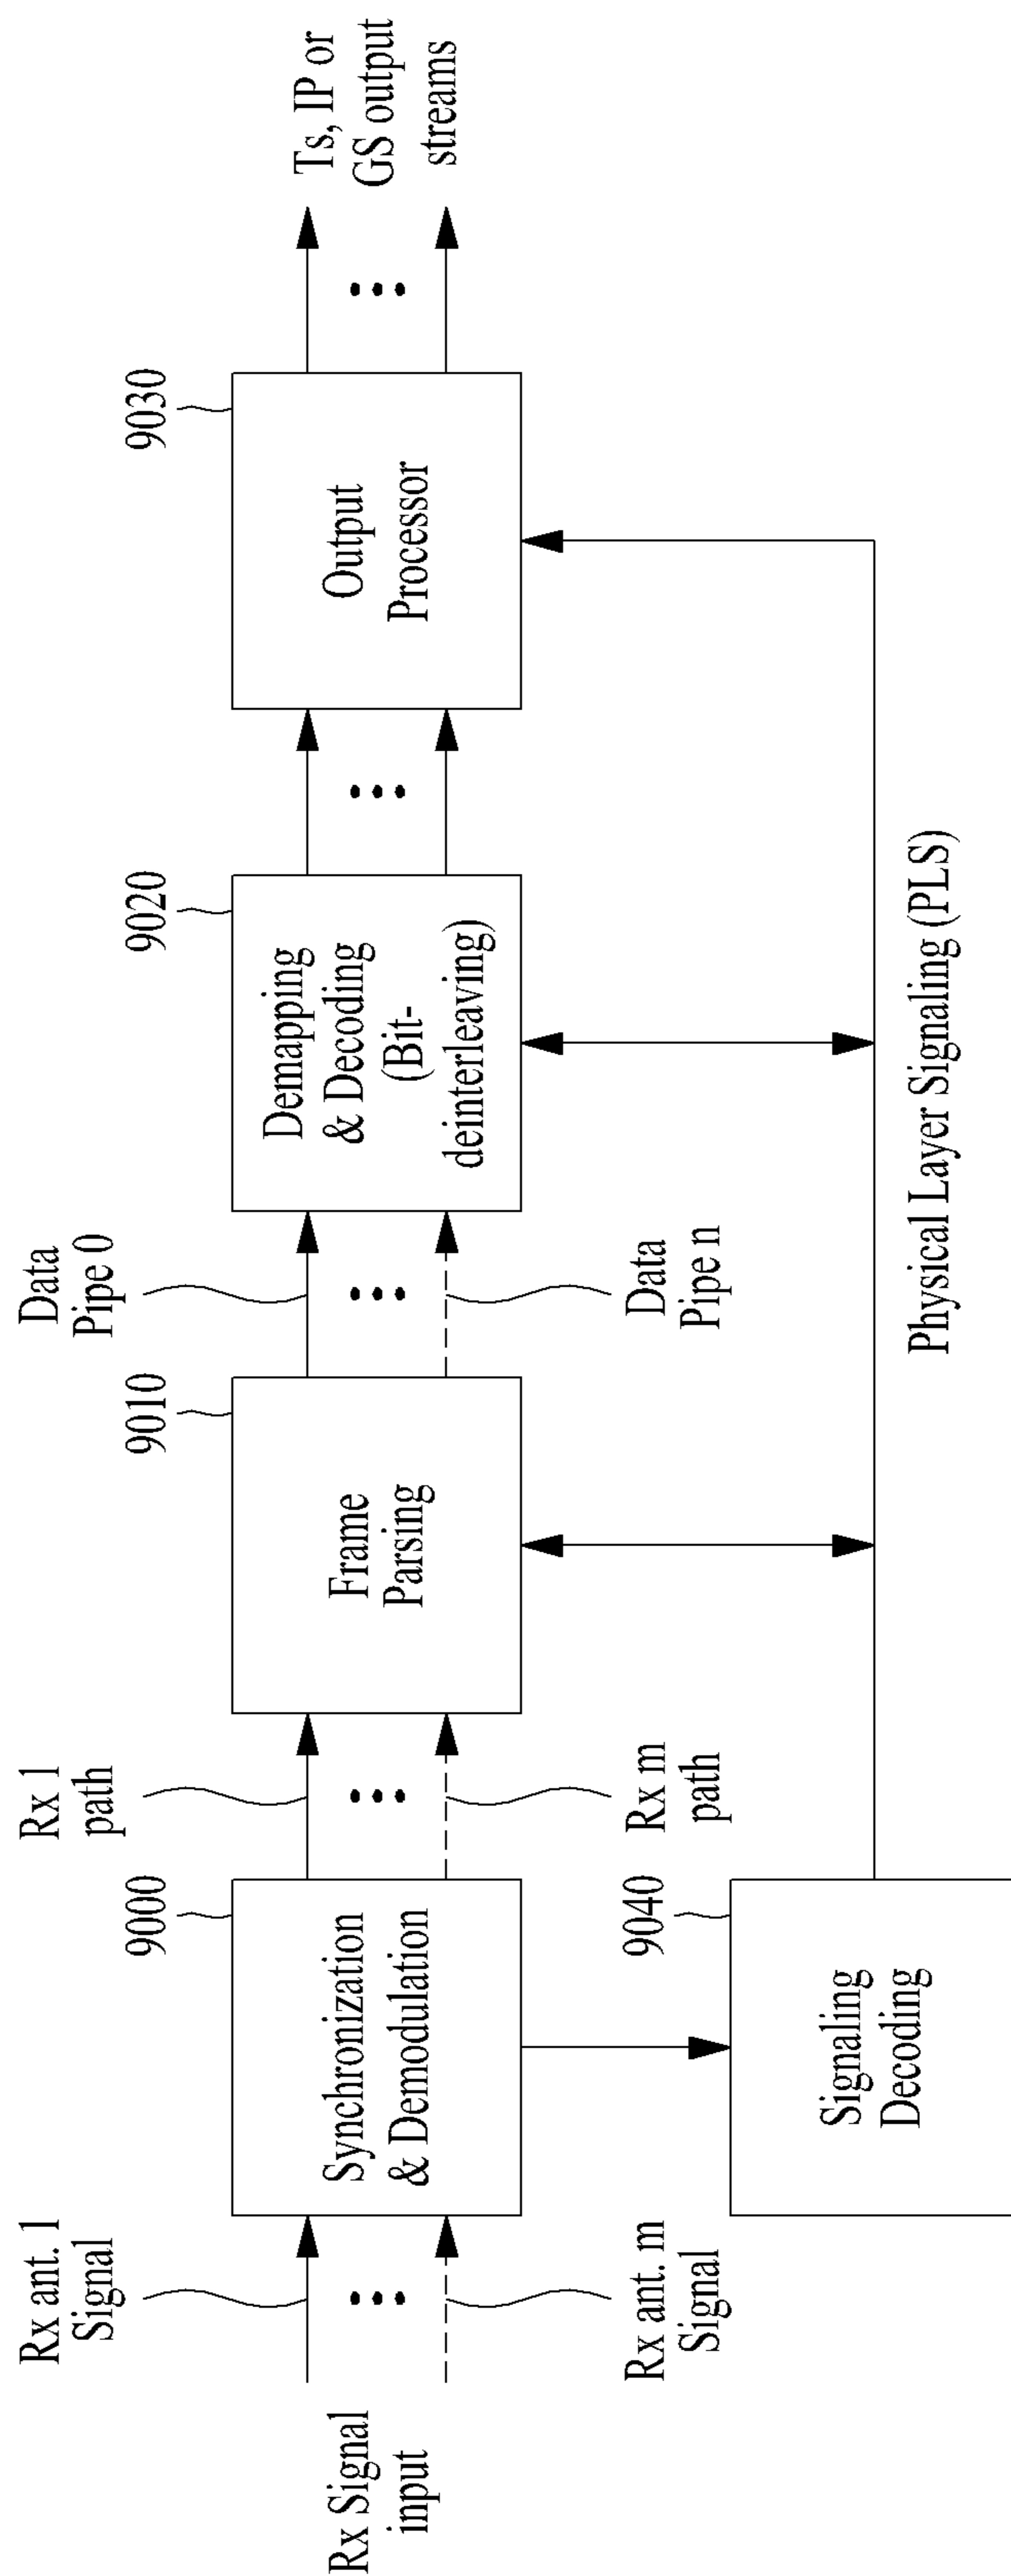 Rx Signal
input
Rx ant. 1
Signal
Rx ant. m
Signal
9000
Synchronization
& Demodulation
Rx 1
path
Rx m
path
9010
Frame
Parsing
Data
Pipe 0
Data
Pipe n
9020
Demapping
& Decoding
(Bit-
deinterleaving)
9030
Output
Processor
Ts, IP or
GS output
streams
9040
Signaling
Decoding
Physical Layer Signaling (PLS)